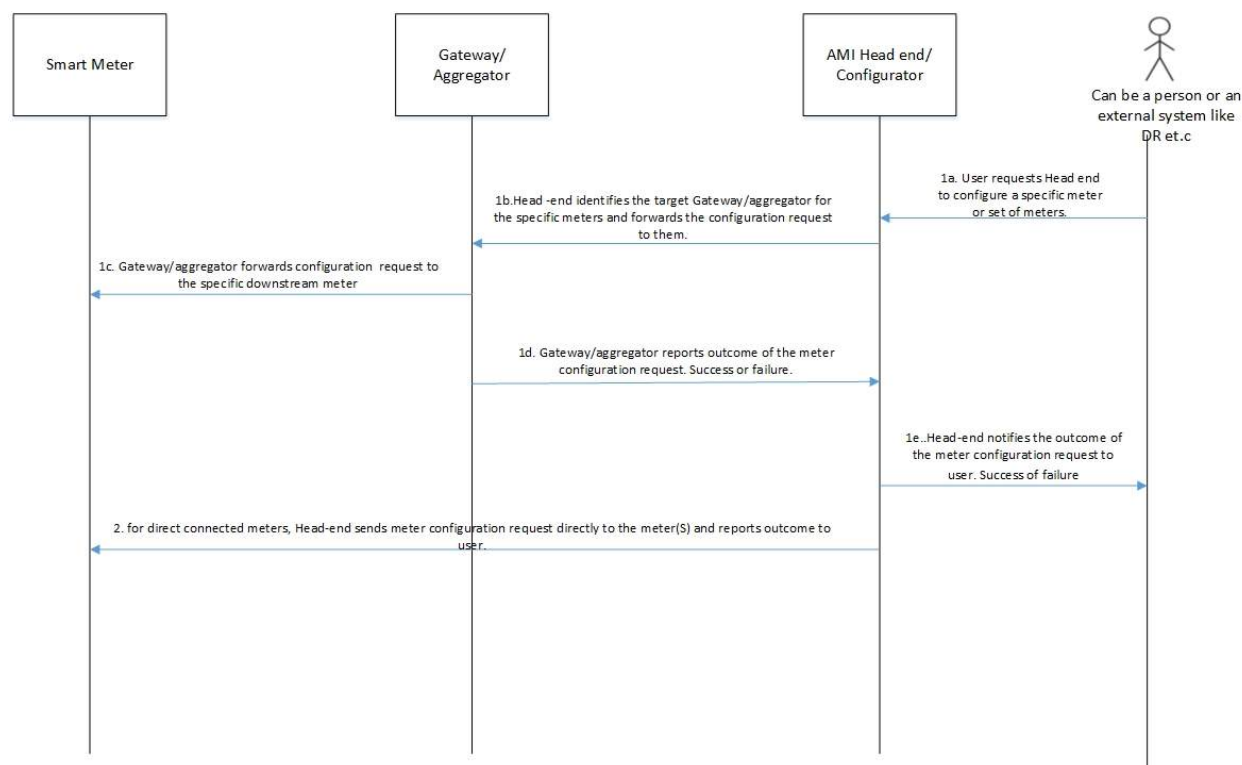 Smart Meter
Gateway/
Aggregator
AMI Head end/
Configurator
Can be a person or an
external system like
DR et.c
1a. User requests Head end
to configure a specific meter
or set of meters.
1b.Head -end identifies the target Gateway/aggregator for
the specific meters and forwards the configuration request
to them.
1c. Gateway/aggregator forwards configuration request to
the specific downstream meter
1d. Gateway/aggregator reports outcome of the meter
configuration request. Success or failure.
1e..Head-end notifies the outcome of
the meter configuration request to
user. Success of failure
2. for direct connected meters, Head-end sends meter configuration request directly to the meter(S) and reports outcome to
user.